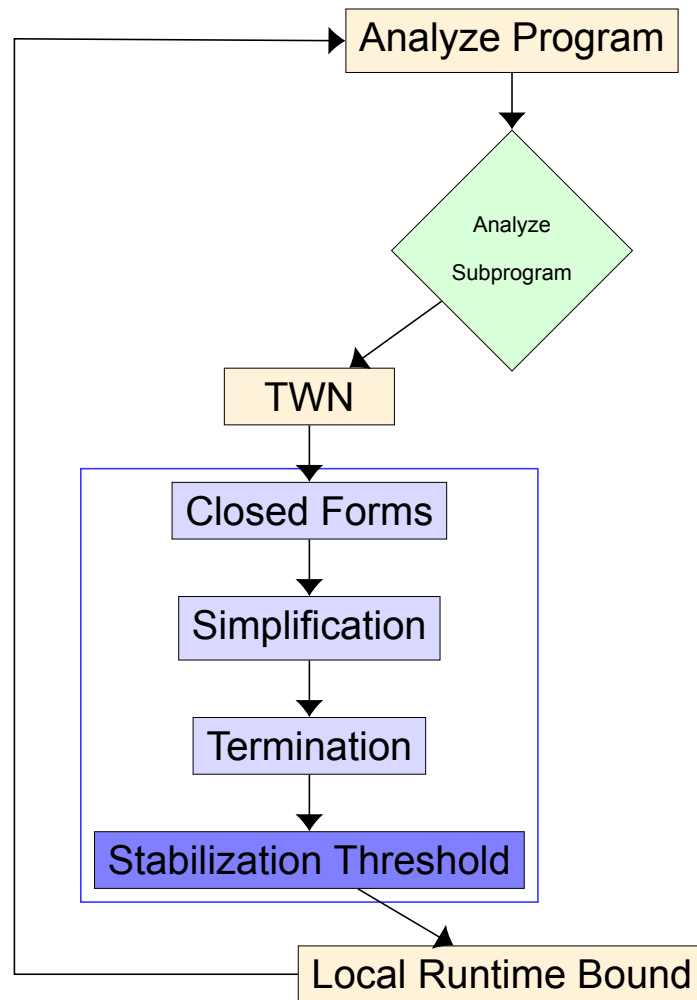 Analyze Program
Analyze
Subprogram
TWN
Closed Forms
Simplification
Termination
Stabilization Threshold
Local Runtime Bound